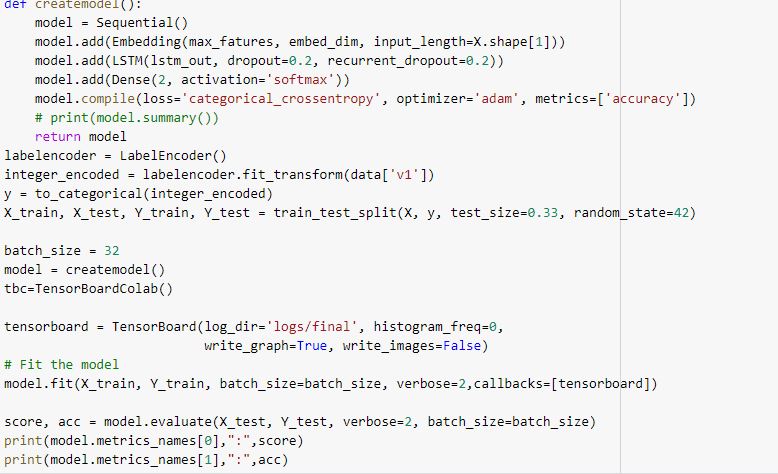 def createmodel():
    model = Sequential()
    model.add(Embedding(max_fatures, embed_dim, input_length=X.shape[1]))
    model.add(LSTM(lstm_out, dropout=0.2, recurrent_dropout=0.2))
    model.add(Dense(2, activation='softmax'))
    model.compile(loss='categorical_crossentropy', optimizer='adam', metrics=['accuracy'])
    # print(model.summary())
    return model
labelencoder = LabelEncoder()
integer_encoded = labelencoder.fit_transform(data['v1'])
y = to_categorical(integer_encoded)
X_train, X_test, Y_train, Y_test = train_test_split(X, y, test_size=0.33, random_state=42)
batch_size = 32
model = createmodel()
tbc=TensorBoardColab()
tensorboard = TensorBoard(log_dir='logs/final', histogram_freq=0,
                          write_graph=True, write_images=False)
# Fit the model
model.fit(X_train, Y_train, batch_size=batch_size, verbose=2,callbacks=[tensorboard])
score, acc = model.evaluate(X_test, Y_test, verbose=2, batch_size=batch_size)
print(model.metrics_names[0],":",score)
print(model.metrics_names[1],":",acc)